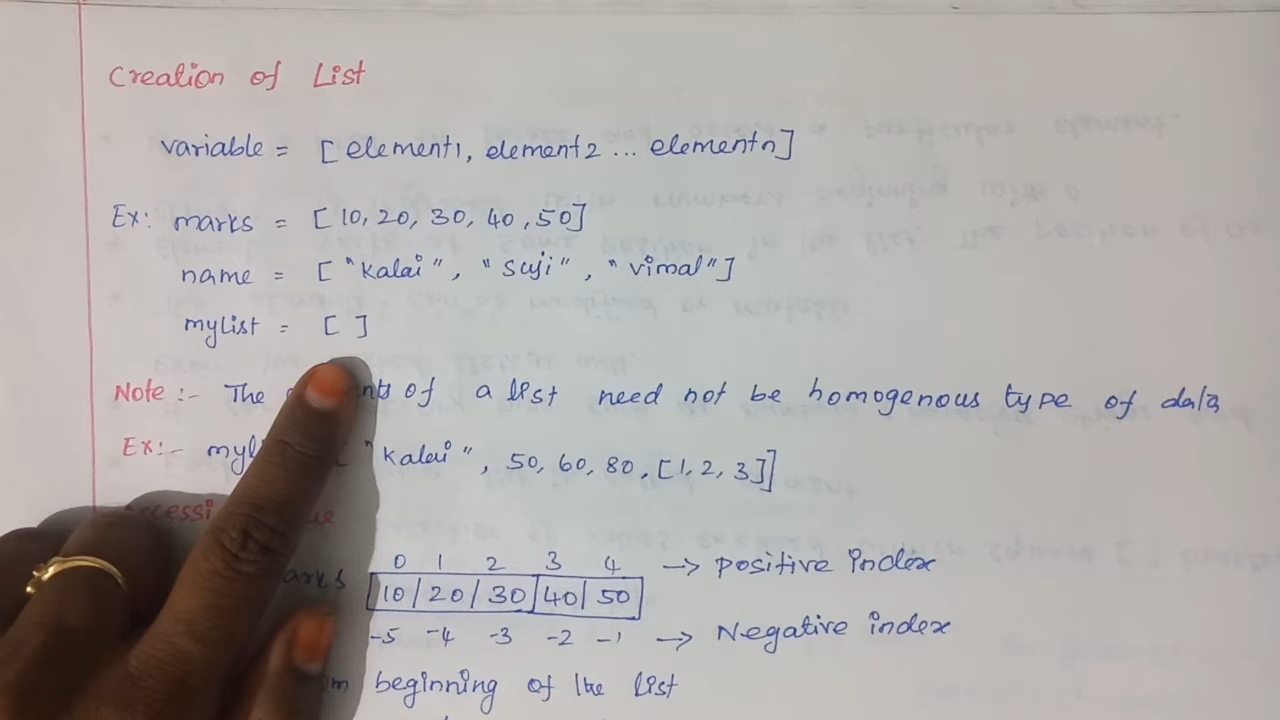 Creation of List
variable = [element1, element2 ... elementn]
Ex: marks = [10, 20, 30, 40, 50]
name = ["Kalai", "Suji", "Vimal"]
mylist = [ ]
Note :- The of a list need not be homogenous type of data
Ex:- "Kalai", 50, 60, 80, [1, 2, 3]]
0 1 2 3 4 → positive index
10 20 30 40 50
-5 -4 -3 -2 -1 → Negative index
beginning of the list